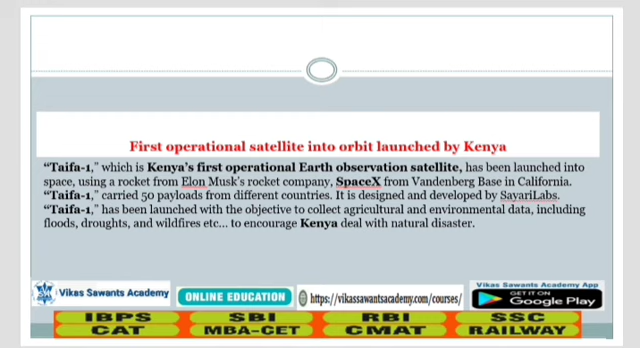 First operational satellite into orbit launched by Kenya
“Taifa-1,” which is Kenya’s first operational Earth observation satellite, has been launched into
space, using a rocket from Elon Musk’s rocket company, SpaceX from Vandenberg Base in California.
“Taifa-1,” carried 50 payloads from different countries. It is designed and developed by SayariLabs.
“Taifa-1,” has been launched with the objective to collect agricultural and environmental data, including
floods, droughts, and wildfires etc... to encourage Kenya deal with natural disaster.
Vikas Sawants Academy
ONLINE EDUCATION
https://vikassawantsacademy.com/courses/
Vikas Sawants Academy App
GET IT ON
Google Play
IBPS SBI RBI SSC
CAT MBA-CET CMAT RAILWAY